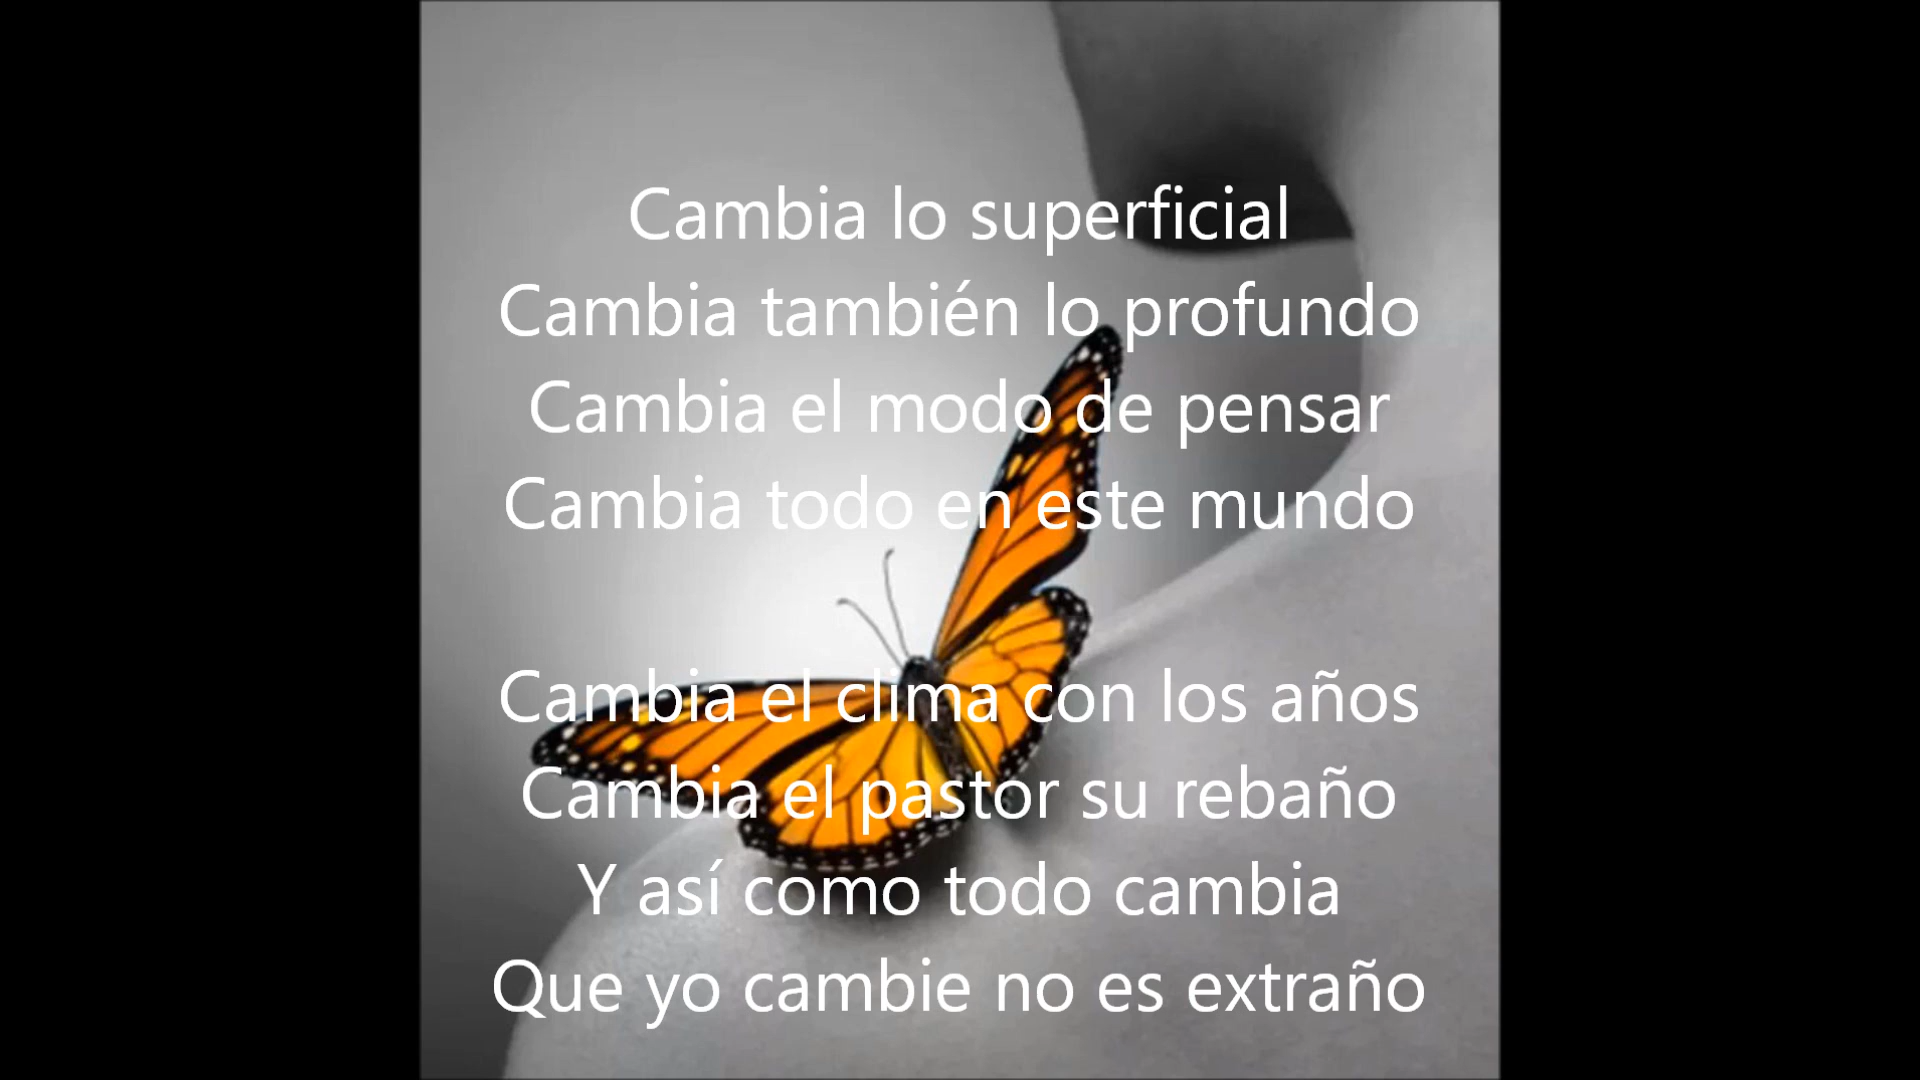 Cambia lo superficial
Cambia también lo profundo
Cambia el modo de pensar
Cambia todo en este mundo
Cambia el clima con los años
Cambia el pastor su rebaño
Y así como todo cambia
Que yo cambie no es extraño